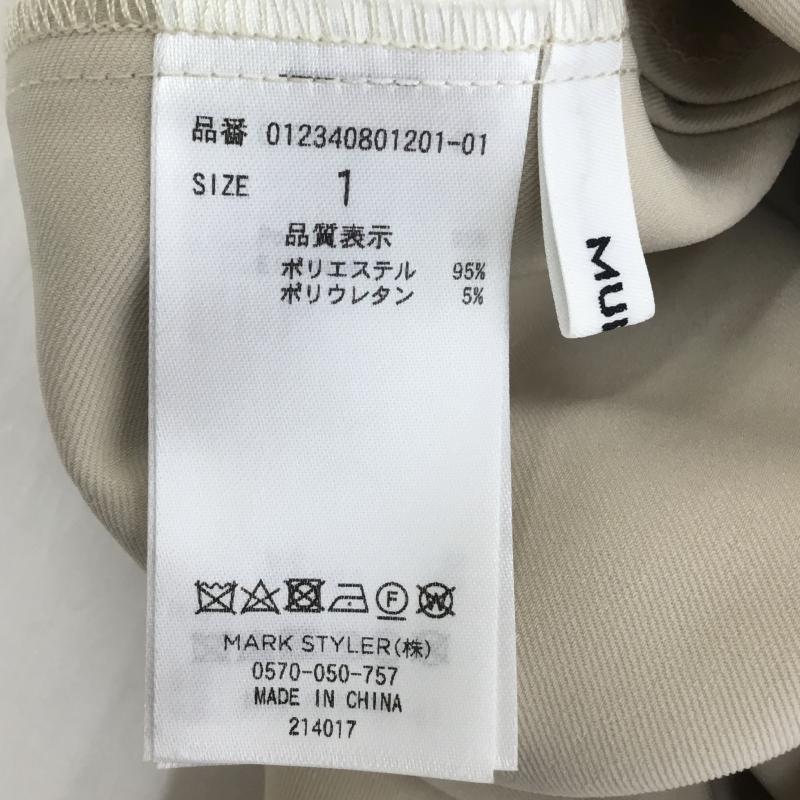 品番 012340801201-01
SIZE 1
品質表示
ポリエステル 95%
ポリウレタン 5%
F
W
MARK STYLER(株)
0570-050-757
MADE IN CHINA
214017